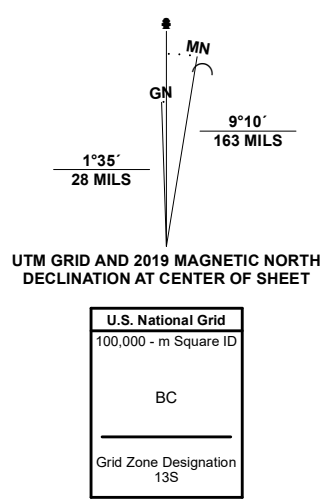 MN
GN
9°10´
163 MILS
1°35´
28 MILS
UTM GRID AND 2019 MAGNETIC NORTH
DECLINATION AT CENTER OF SHEET
U.S. National Grid
100,000 - m Square ID
BC
Grid Zone Designation
13S